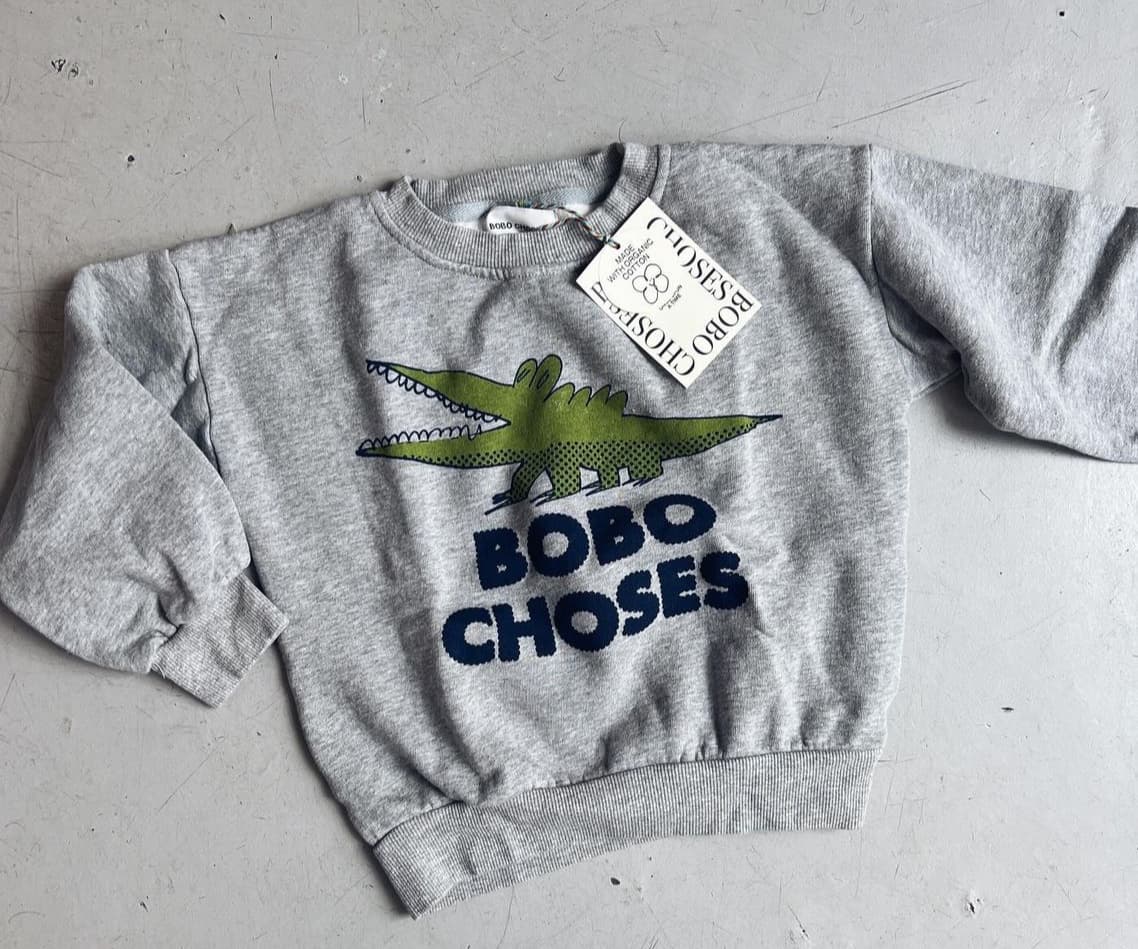 BOBO
MADE
WITH ORGANIC
COTTON
CHOSES BOBO
CHOSES
BOBO
CHOSES